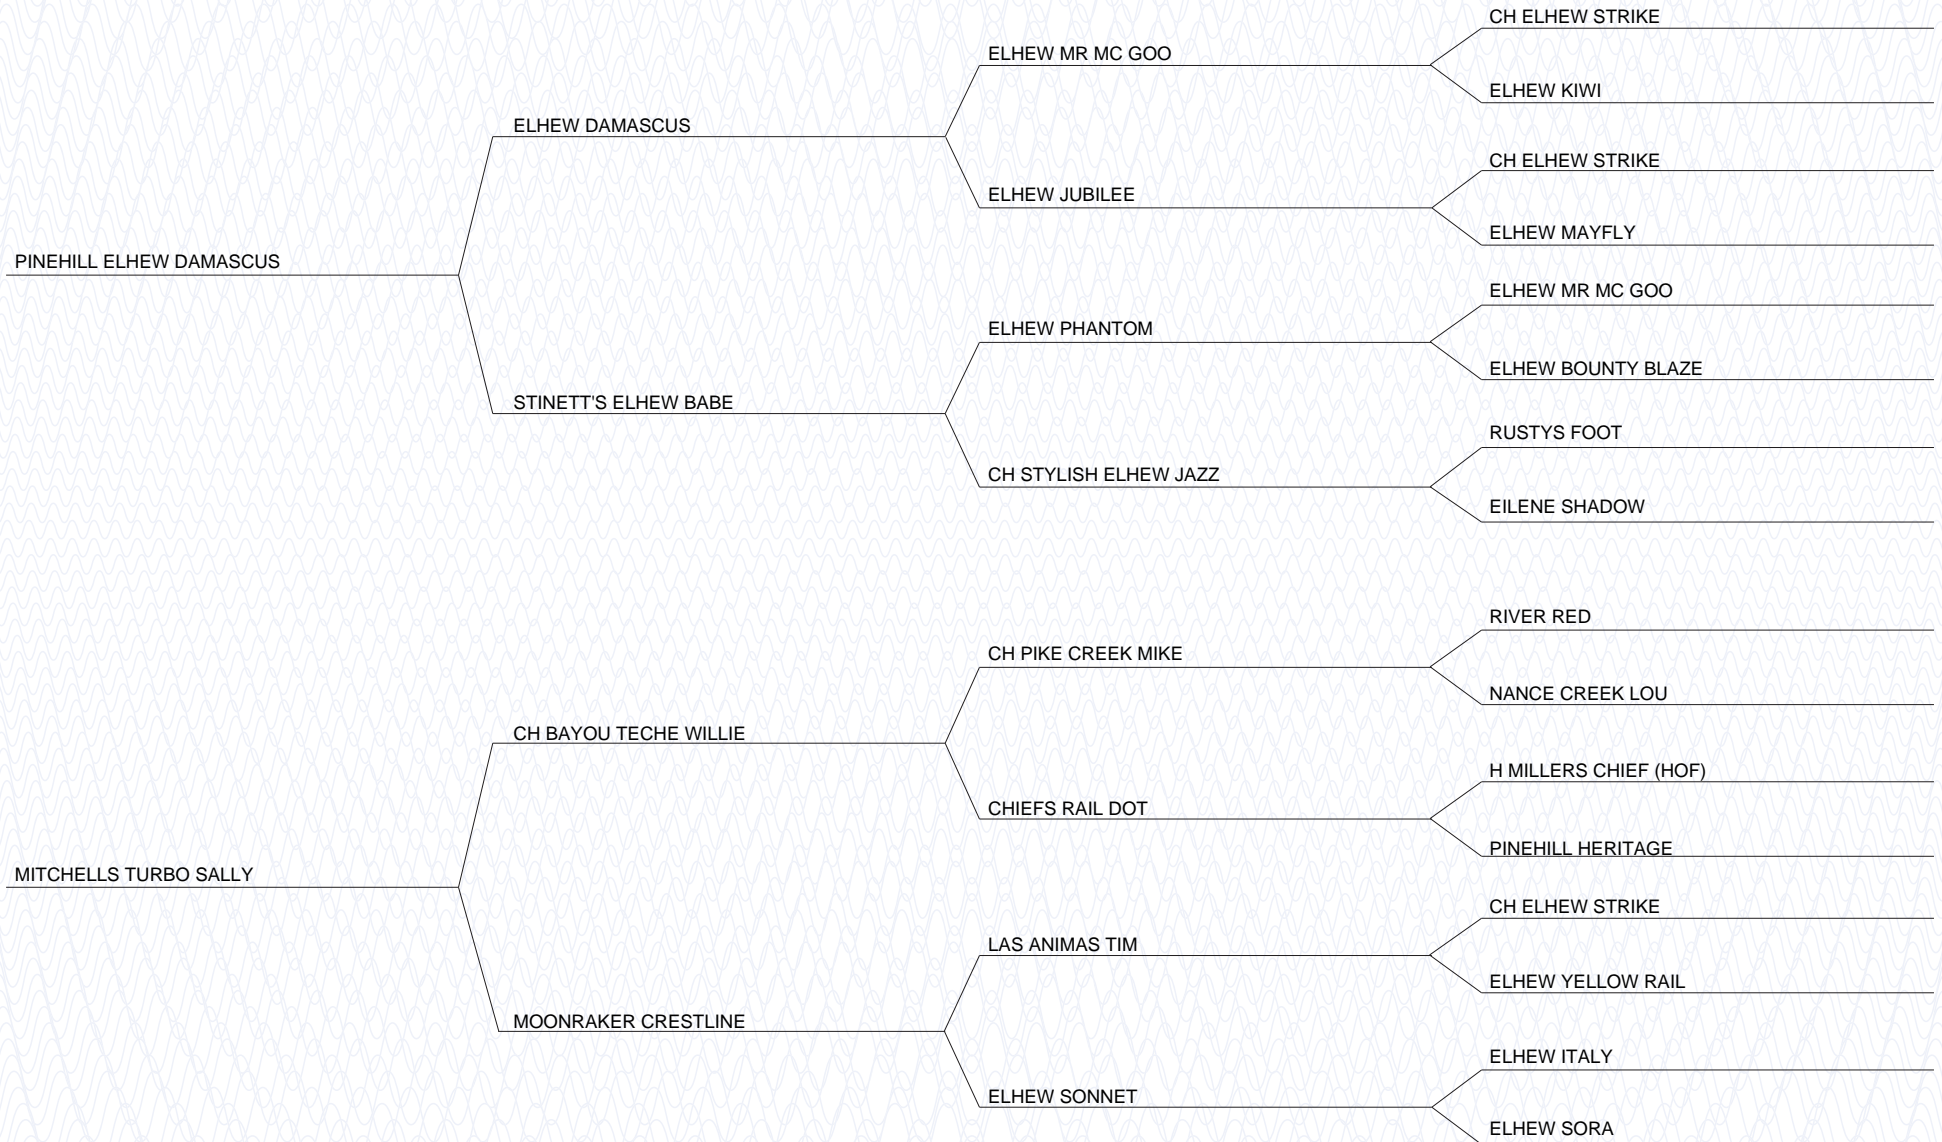 CH ELHEW STRIKE
ELHEW MR MC GOO
ELHEW KIWI
ELHEW DAMASCUS
CH ELHEW STRIKE
ELHEW JUBILEE
ELHEW MAYFLY
PINEHILL ELHEW DAMASCUS
ELHEW MR MC GOO
ELHEW PHANTOM
ELHEW BOUNTY BLAZE
STINETT'S ELHEW BABE
RUSTYS FOOT
CH STYLISH ELHEW JAZZ
EILENE SHADOW
RIVER RED
CH PIKE CREEK MIKE
NANCE CREEK LOU
CH BAYOU TECHE WILLIE
H MILLERS CHIEF (HOF)
CHIEFS RAIL DOT
PINEHILL HERITAGE
MITCHELLS TURBO SALLY
CH ELHEW STRIKE
LAS ANIMAS TIM
ELHEW YELLOW RAIL
MOONRAKER CRESTLINE
ELHEW ITALY
ELHEW SONNET
ELHEW SORA